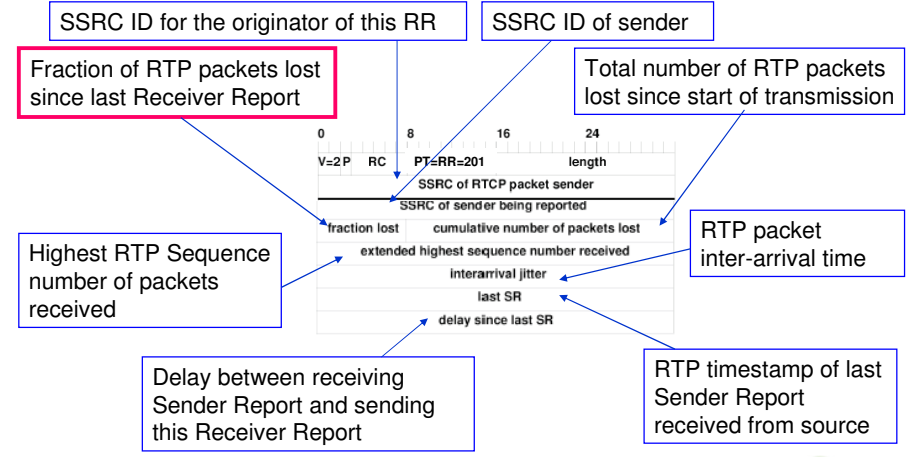 SSRC ID for the originator of this RR
SSRC ID of sender
Fraction of RTP packets lost
since last Receiver Report
Total number of RTP packets
lost since start of transmission
0 8 16 24
V=2 P RC PT=RR=201 length
SSRC of RTCP packet sender
SSRC of sender being reported
fraction lost cumulative number of packets lost
extended highest sequence number received
interarrival jitter
last SR
delay since last SR
Highest RTP Sequence
number of packets
received
RTP packet
inter-arrival time
Delay between receiving
Sender Report and sending
this Receiver Report
RTP timestamp of last
Sender Report
received from source